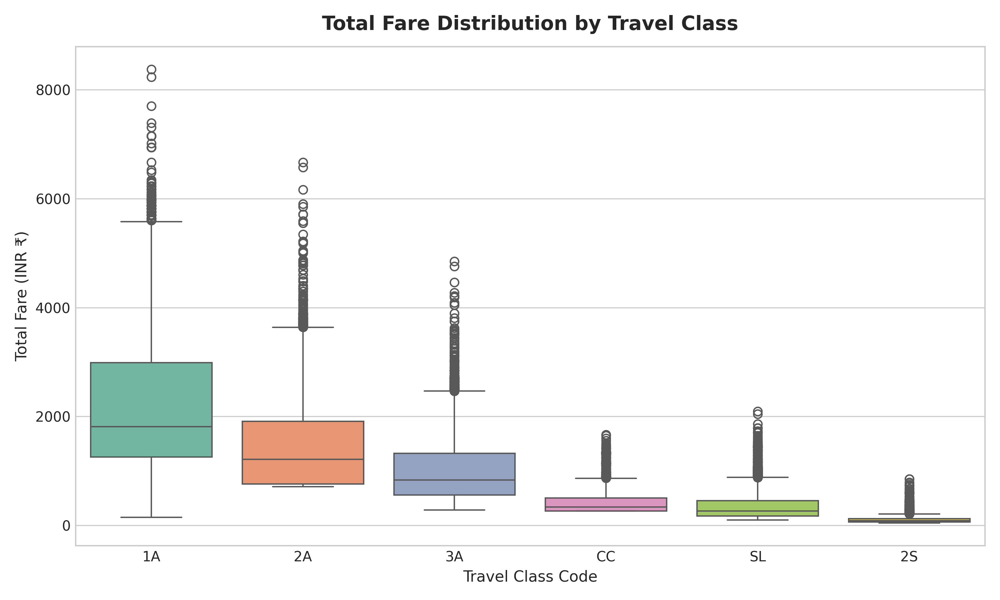 Total Fare Distribution by Travel Class
Total Fare (INR ₹)
8000
6000
4000
2000
0
1A 2A 3A CC SL 2S
Travel Class Code